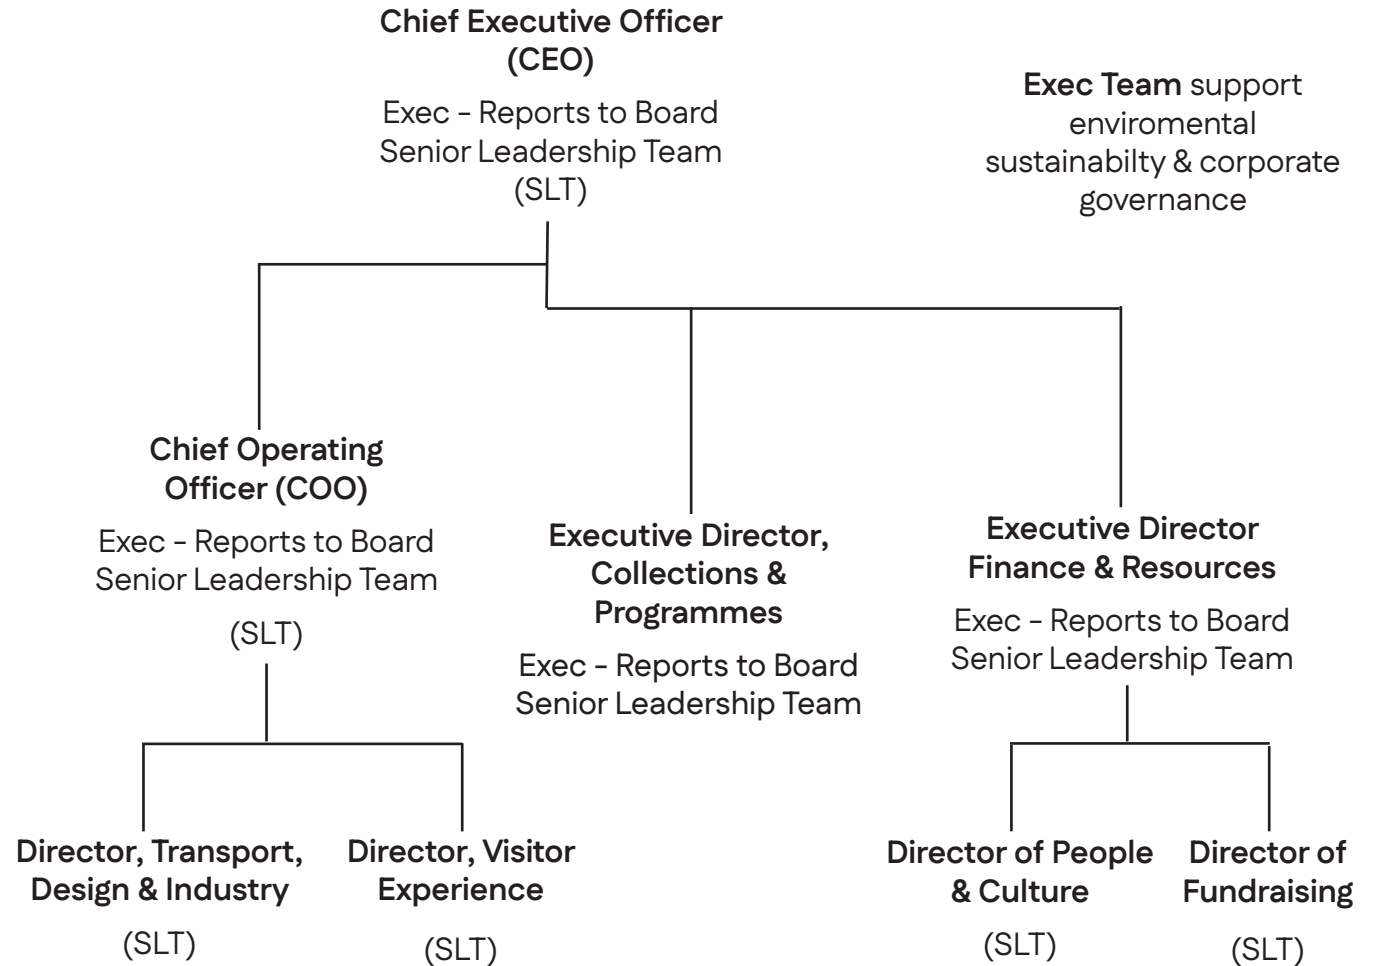 Chief Executive Officer
(CEO)
Exec - Reports to Board
Senior Leadership Team
(SLT)
Exec Team support
enviromental
sustainabilty & corporate
governance
Chief Operating
Officer (COO)
Exec - Reports to Board
Senior Leadership Team
(SLT)
Executive Director,
Collections &
Programmes
Exec - Reports to Board
Senior Leadership Team
Executive Director
Finance & Resources
Exec - Reports to Board
Senior Leadership Team
Director, Transport,
Design & Industry
(SLT)
Director, Visitor
Experience
(SLT)
Director of People
& Culture
(SLT)
Director of
Fundraising
(SLT)